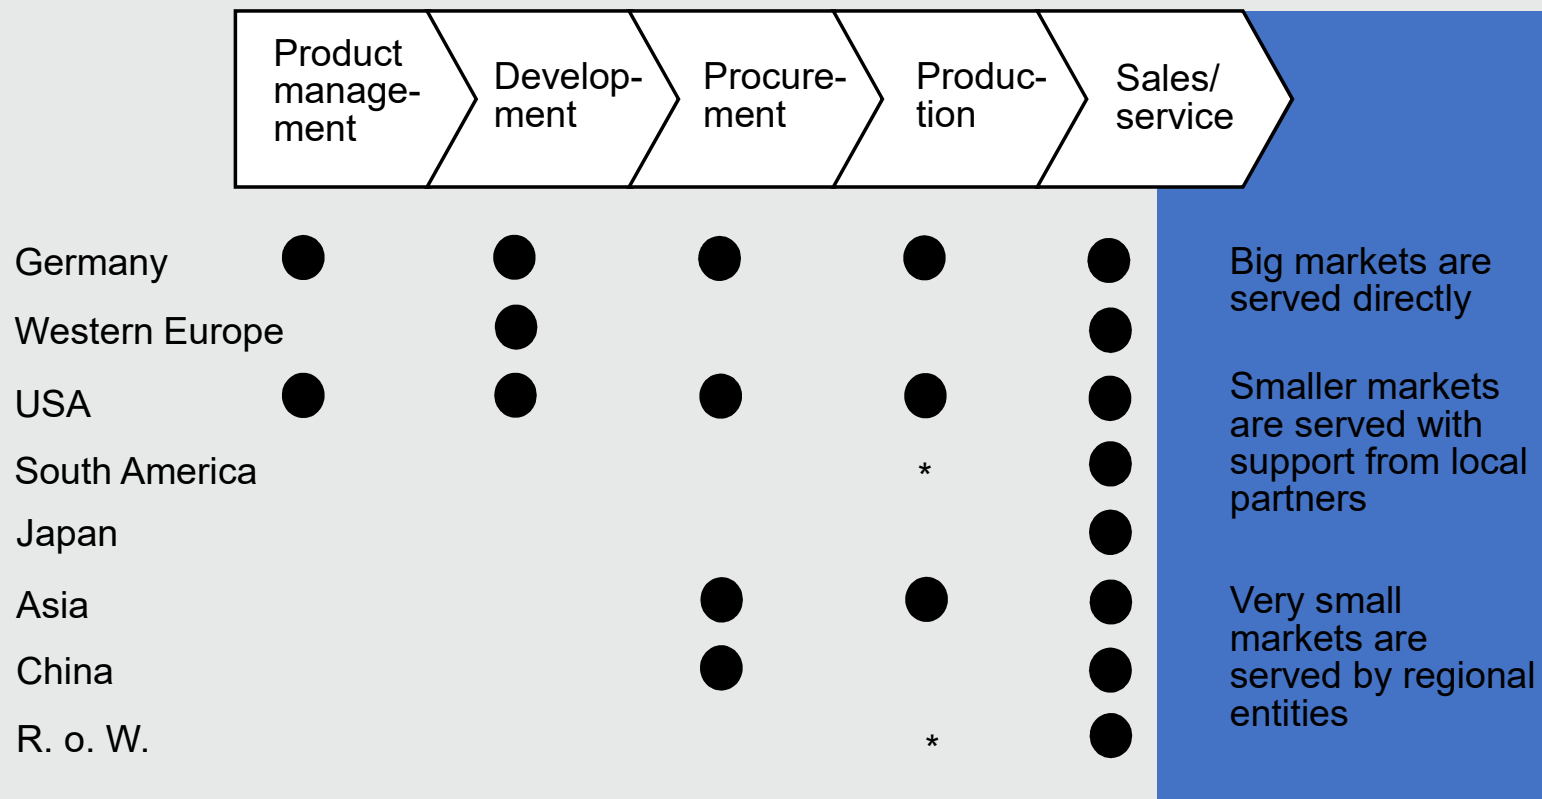 Product
manage-
ment
Develop-
ment
Procure-
ment
Produc-
tion
Sales/
service
Germany
Western Europe
USA
South America
*
Japan
Asia
China
R. o. W.
*
Big markets are
served directly
Smaller markets
are served with
support from local
partners
Very small
markets are
served by regional
entities